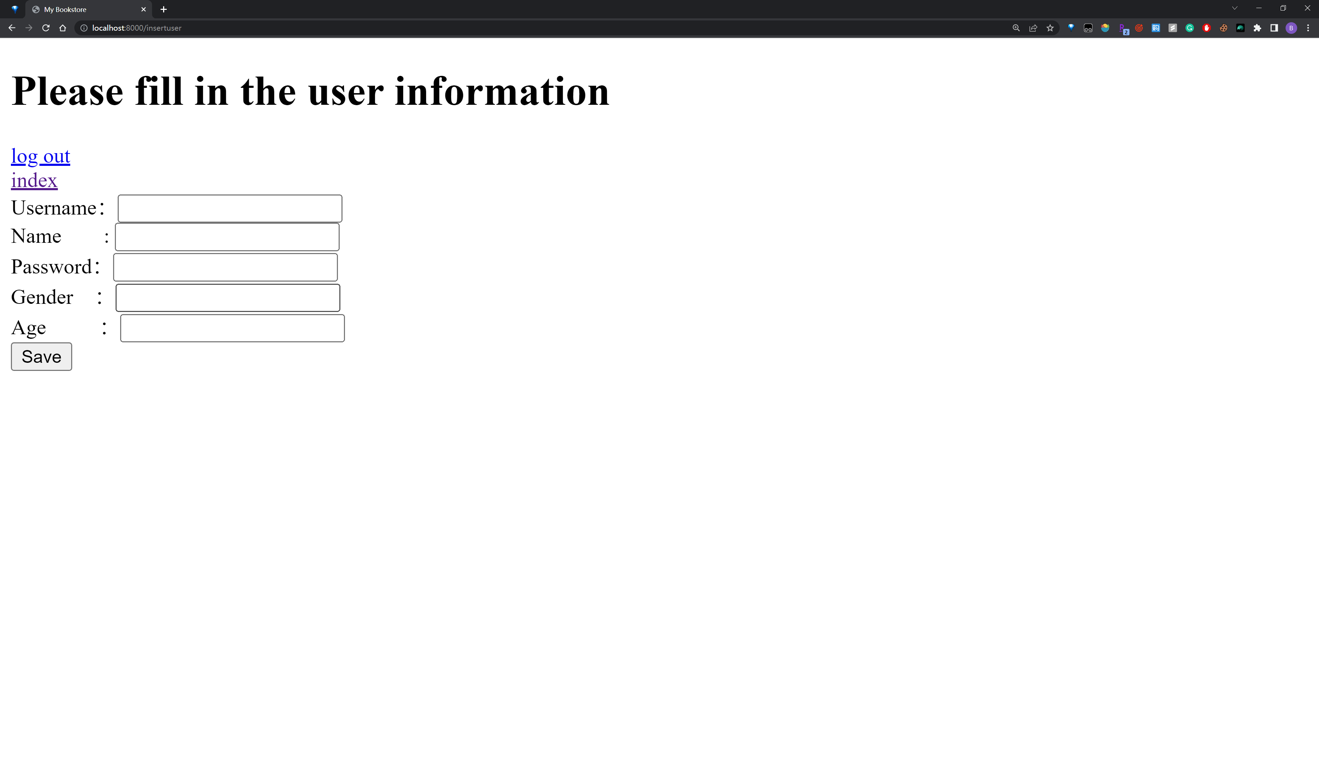 My Bookstore
localhost:8000/insertuser
Please fill in the user information
log out
index
Username：
Name :
Password：
Gender ：
Age ：
Save